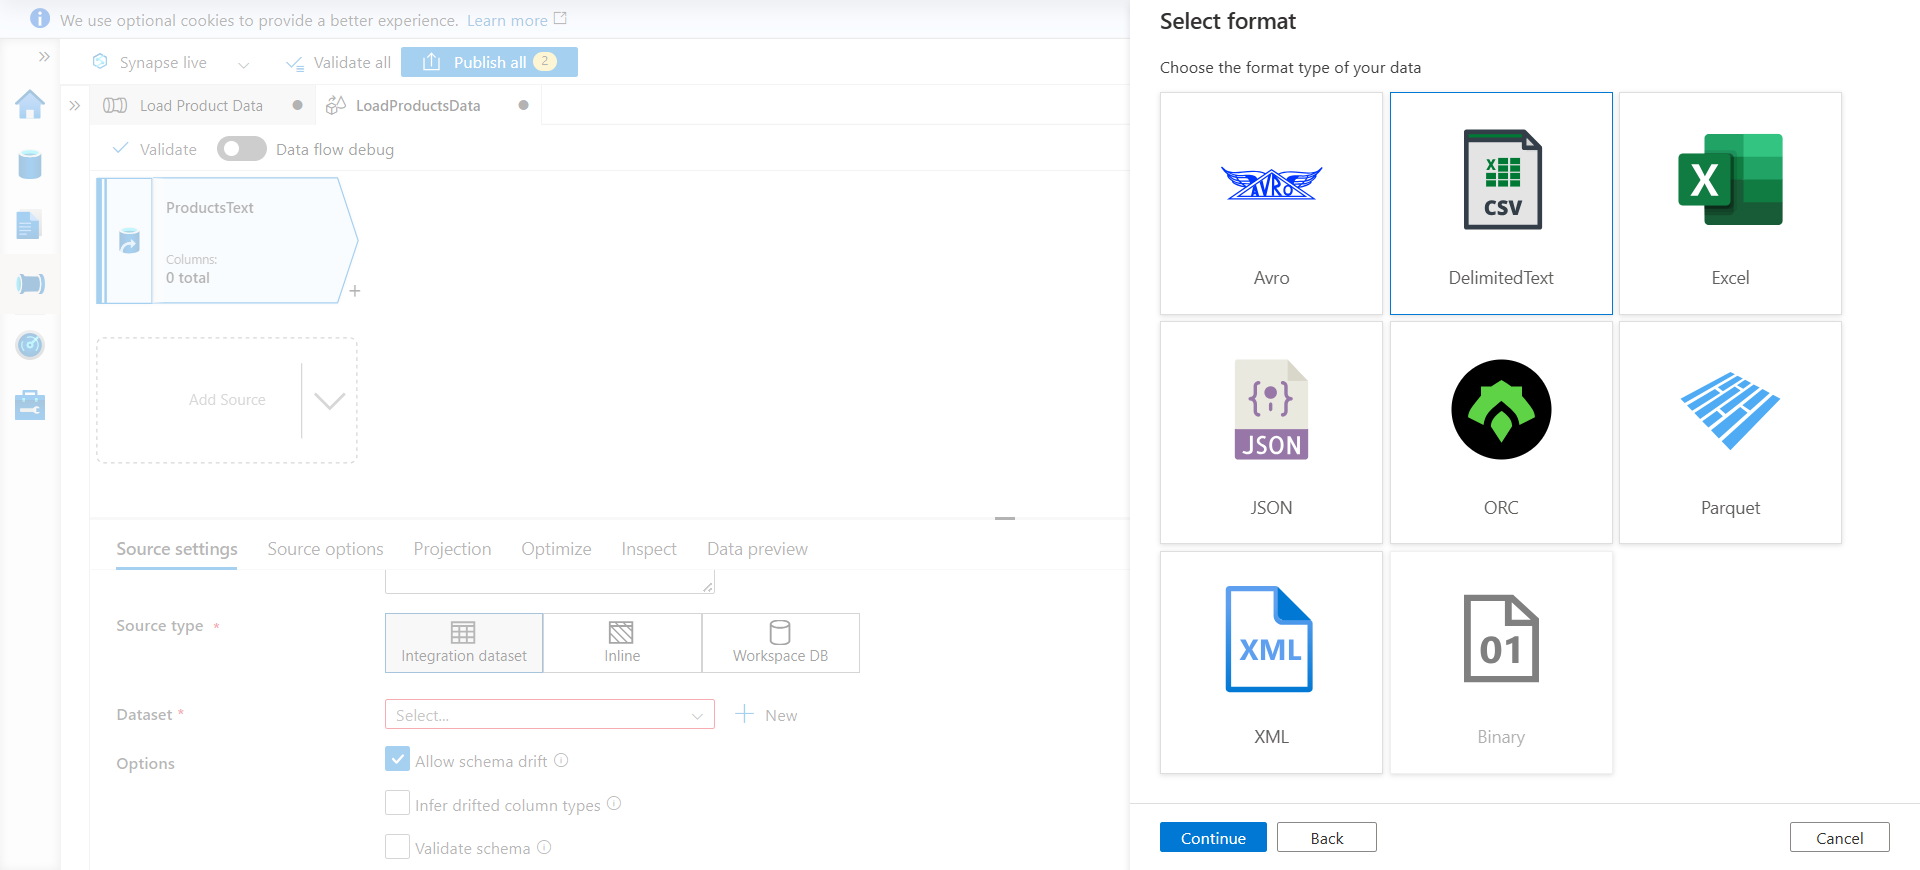 We use optional cookies to provide a better experience. Learn more
Synapse live
Validate all
Publish all 2
Load Product Data
LoadProductsData
Validate
Data flow debug
ProductsText
Columns:
0 total
Add Source
Source settings
Source options
Projection
Optimize
Inspect
Data preview
Source type *
Integration dataset
Inline
Workspace DB
Dataset *
Select...
New
Options
Allow schema drift
Infer drifted column types
Validate schema
Select format
Choose the format type of your data
AVRO
Avro
X
CSV
DelimitedText
X
Excel
{;}
JSON
JSON
ORC
Parquet
XML
XML
01
Binary
Continue
Back
Cancel